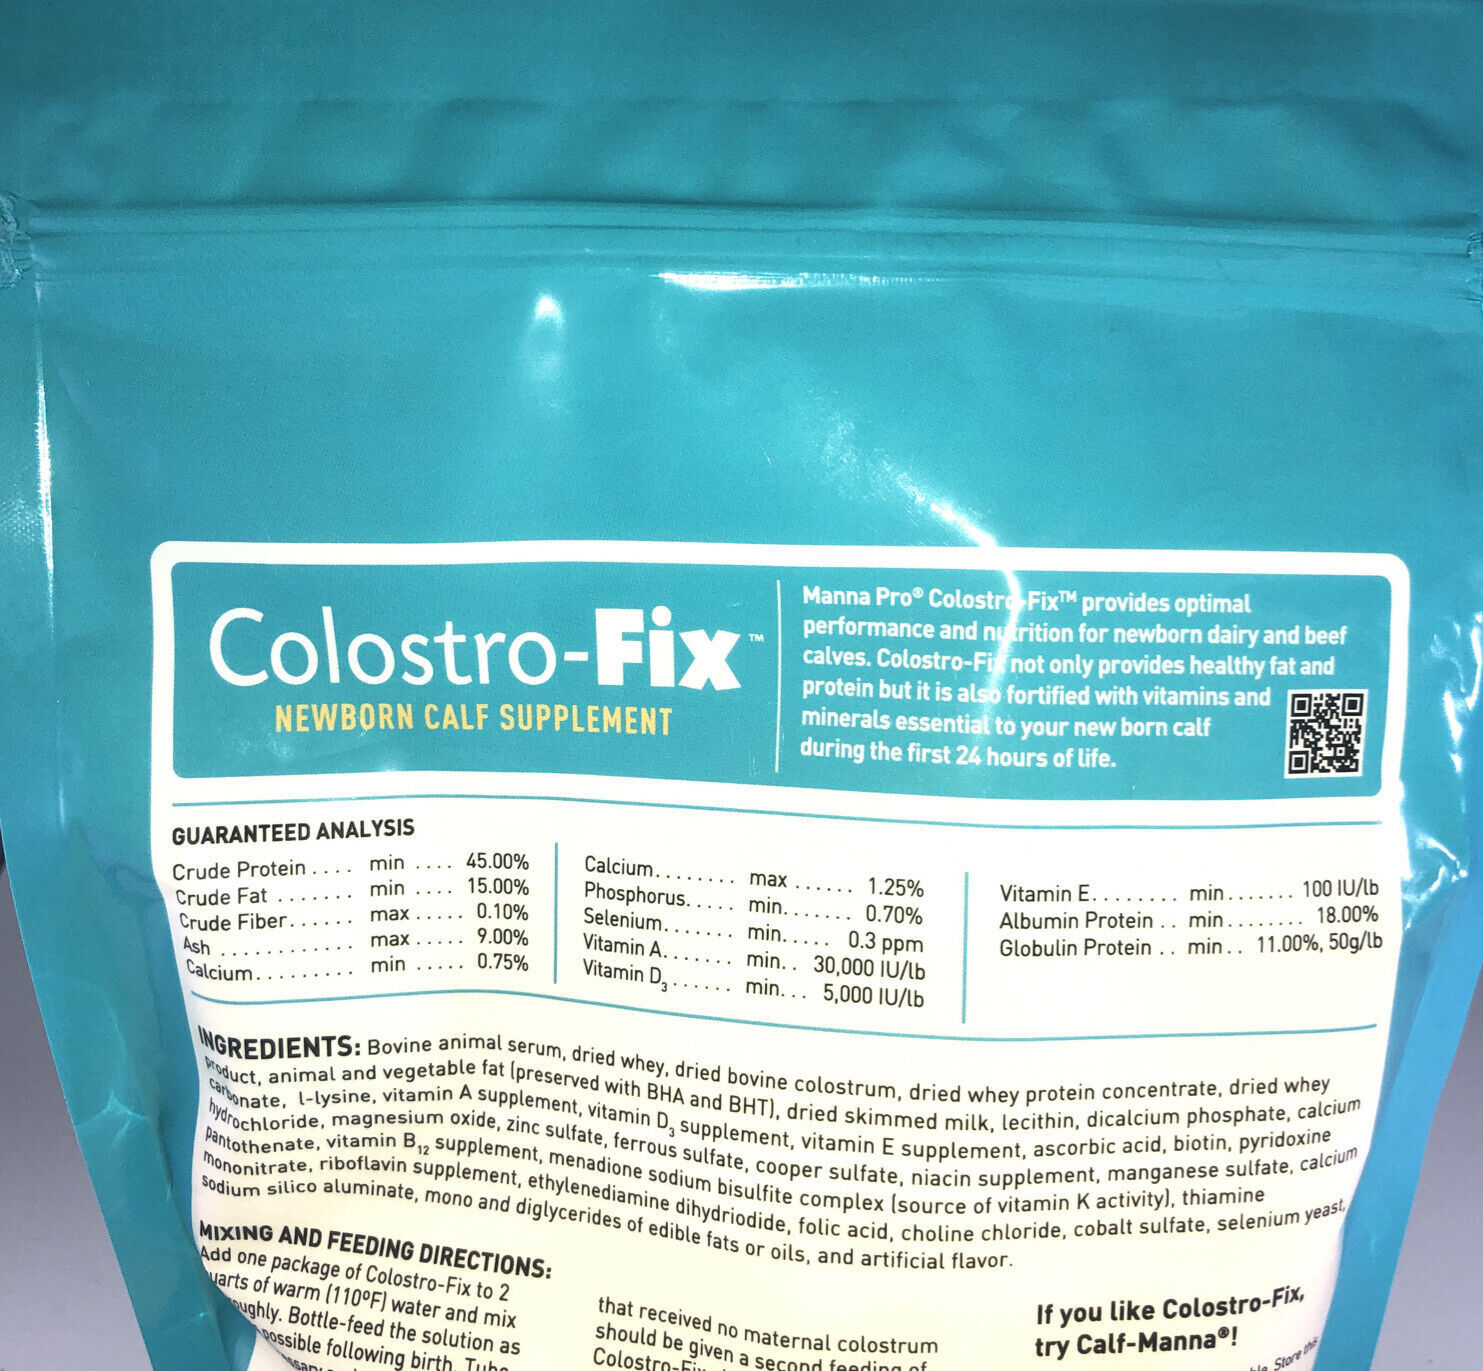 Colostro-Fix™
NEWBORN CALF SUPPLEMENT
Manna Pro® Colostro-Fix™ provides optimal
performance and nutrition for newborn dairy and beef
calves. Colostro-Fix not only provides healthy fat and
protein but it is also fortified with vitamins and
minerals essential to your new born calf
during the first 24 hours of life.
GUARANTEED ANALYSIS
Crude Protein .... min .... 45.00%
Crude Fat ....... min .... 15.00%
Crude Fiber...... max ..... 0.10%
Ash ............ max ..... 9.00%
Calcium......... min ..... 0.75%
Calcium........ max ...... 1.25%
Phosphorus..... min....... 0.70%
Selenium....... min..... 0.3 ppm
Vitamin A....... min.. 30,000 IU/lb
Vitamin D3...... min... 5,000 IU/lb
Vitamin E........ min....... 100 IU/lb
Albumin Protein .. min ........ 18.00%
Globulin Protein .. min.. 11.00%, 50g/lb
INGREDIENTS: Bovine animal serum, dried whey, dried bovine colostrum, dried whey protein concentrate, dried whey
product, animal and vegetable fat (preserved with BHA and BHT), dried skimmed milk, lecithin, dicalcium phosphate, calcium
carbonate, l-lysine, vitamin A supplement, vitamin D3 supplement, vitamin E supplement, ascorbic acid, biotin, pyridoxine
hydrochloride, magnesium oxide, zinc sulfate, ferrous sulfate, cooper sulfate, niacin supplement, manganese sulfate, calcium
pantothenate, vitamin B12 supplement, menadione sodium bisulfite complex (source of vitamin K activity), thiamine
mononitrate, riboflavin supplement, ethylenediamine dihydriodide, folic acid, choline chloride, cobalt sulfate, selenium yeast,
sodium silico aluminate, mono and diglycerides of edible fats or oils, and artificial flavor.
MIXING AND FEEDING DIRECTIONS:
Add one package of Colostro-Fix to 2
of warm (110ºF) water and mix
Bottle-feed the solution as
possible following birth. Tube
that received no maternal colostrum
should be given a second feeding of
If you like Colostro-Fix,
try Calf-Manna®!
Store this